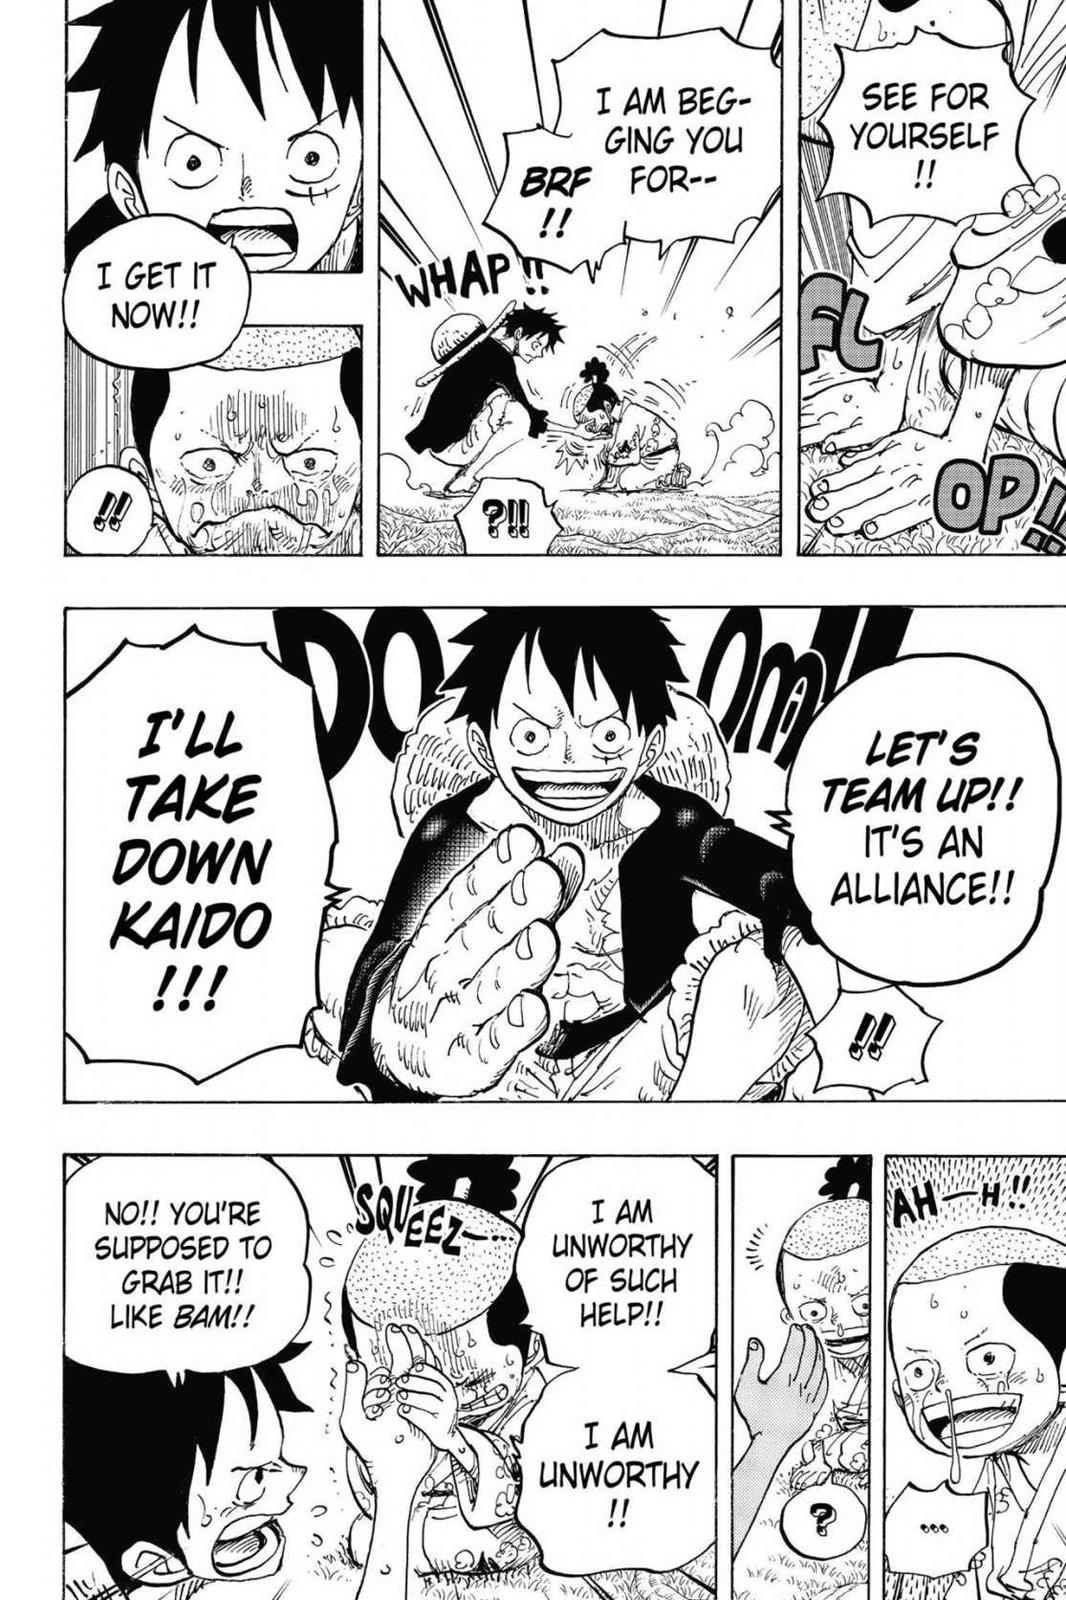 SEE FOR
YOURSELF
!!
FL
OP!!
I AM BEG-
GING YOU
FOR--
BRF
!!
WHAP!!
?!!
I GET IT
NOW!!
!!
LET'S
TEAM UP!!
IT'S AN
ALLIANCE!!
!!
DOOOM!!
I'LL
TAKE
DOWN
KAIDO
!!!
AH—H!!
...
?
I AM
UNWORTHY
OF SUCH
HELP!!
I AM
UNWORTHY
!!
SQUEEZ—...
NO!! YOU'RE
SUPPOSED TO
GRAB IT!!
LIKE BAM!!